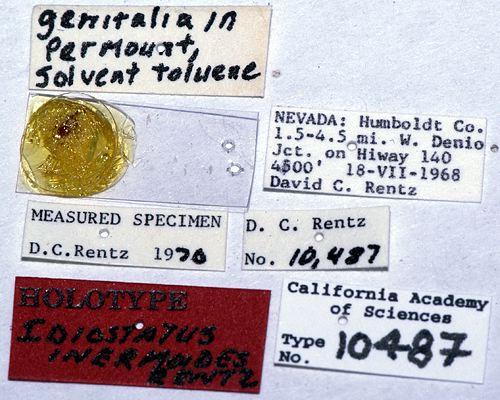 genitalia in
Permount,
Solvent toluene
NEVADA: Humboldt Co.
1.5-4.5 mi. W. Denio
Jct. on Hiway 140
4500' 18-VII-1968
David C. Rentz
MEASURED SPECIMEN
D.C.Rentz 1970
D. C. Rentz
No. 10,487
HOLOTYPE
IDIOSTATUS
INERMOIDES
RENTZ
California Academy
of Sciences
Type
No. 10487